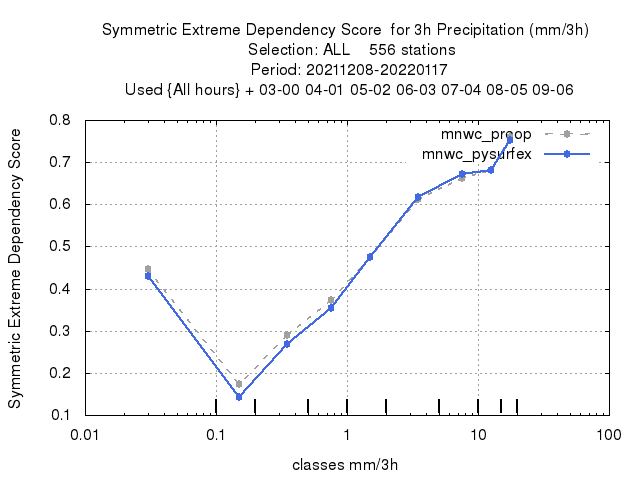 Symmetric Extreme Dependency Score  for 3h Precipitation (mm/3h)
Selection: ALL    556 stations
Period: 20211208-20220117
Used {All hours} + 03-00 04-01 05-02 06-03 07-04 08-05 09-06
mnwc_preop
mnwc_pysurfex
Symmetric Extreme Dependency Score
0.8
0.7
0.6
0.5
0.4
0.3
0.2
0.1
0.01
0.1
1
10
100
classes mm/3h